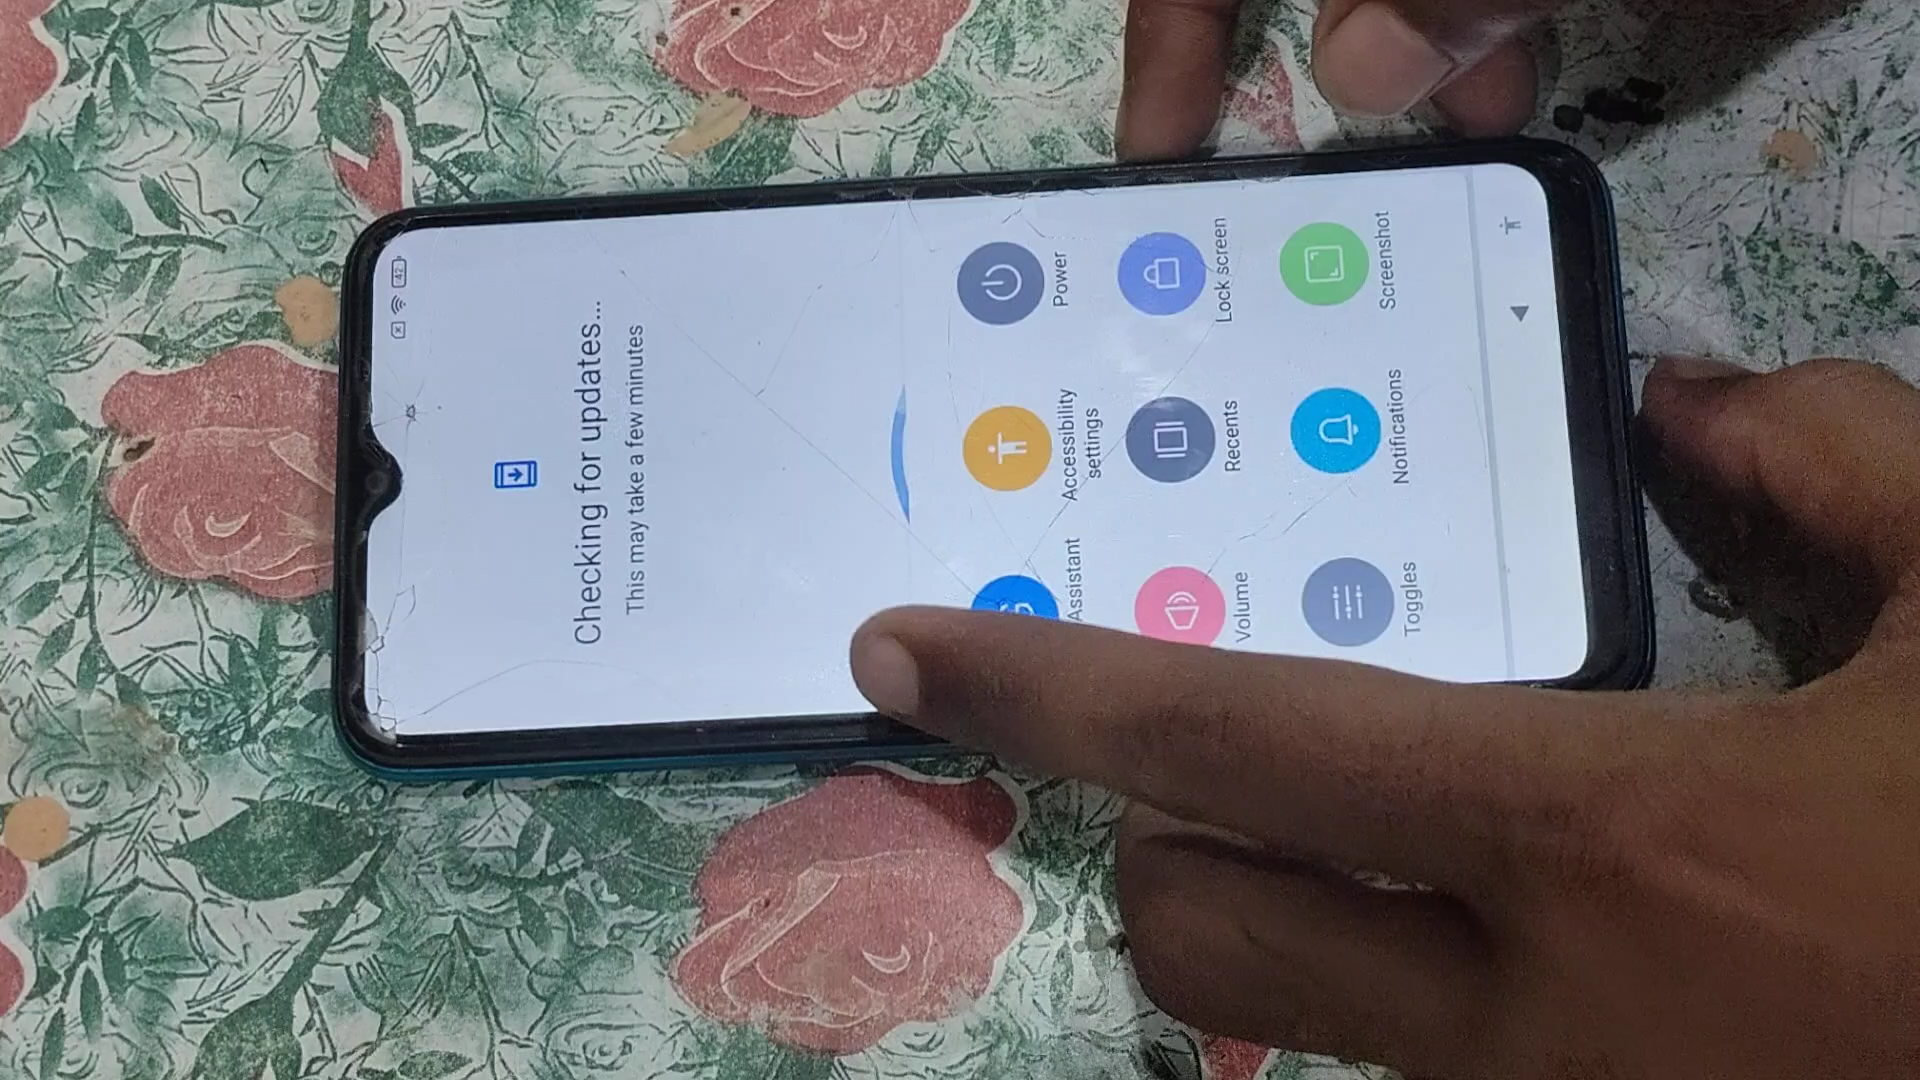 42
Checking for updates...
This may take a few minutes
Assistant
Accessibility
settings
Power
Volume
Recents
Lock screen
Toggles
Notifications
Screenshot